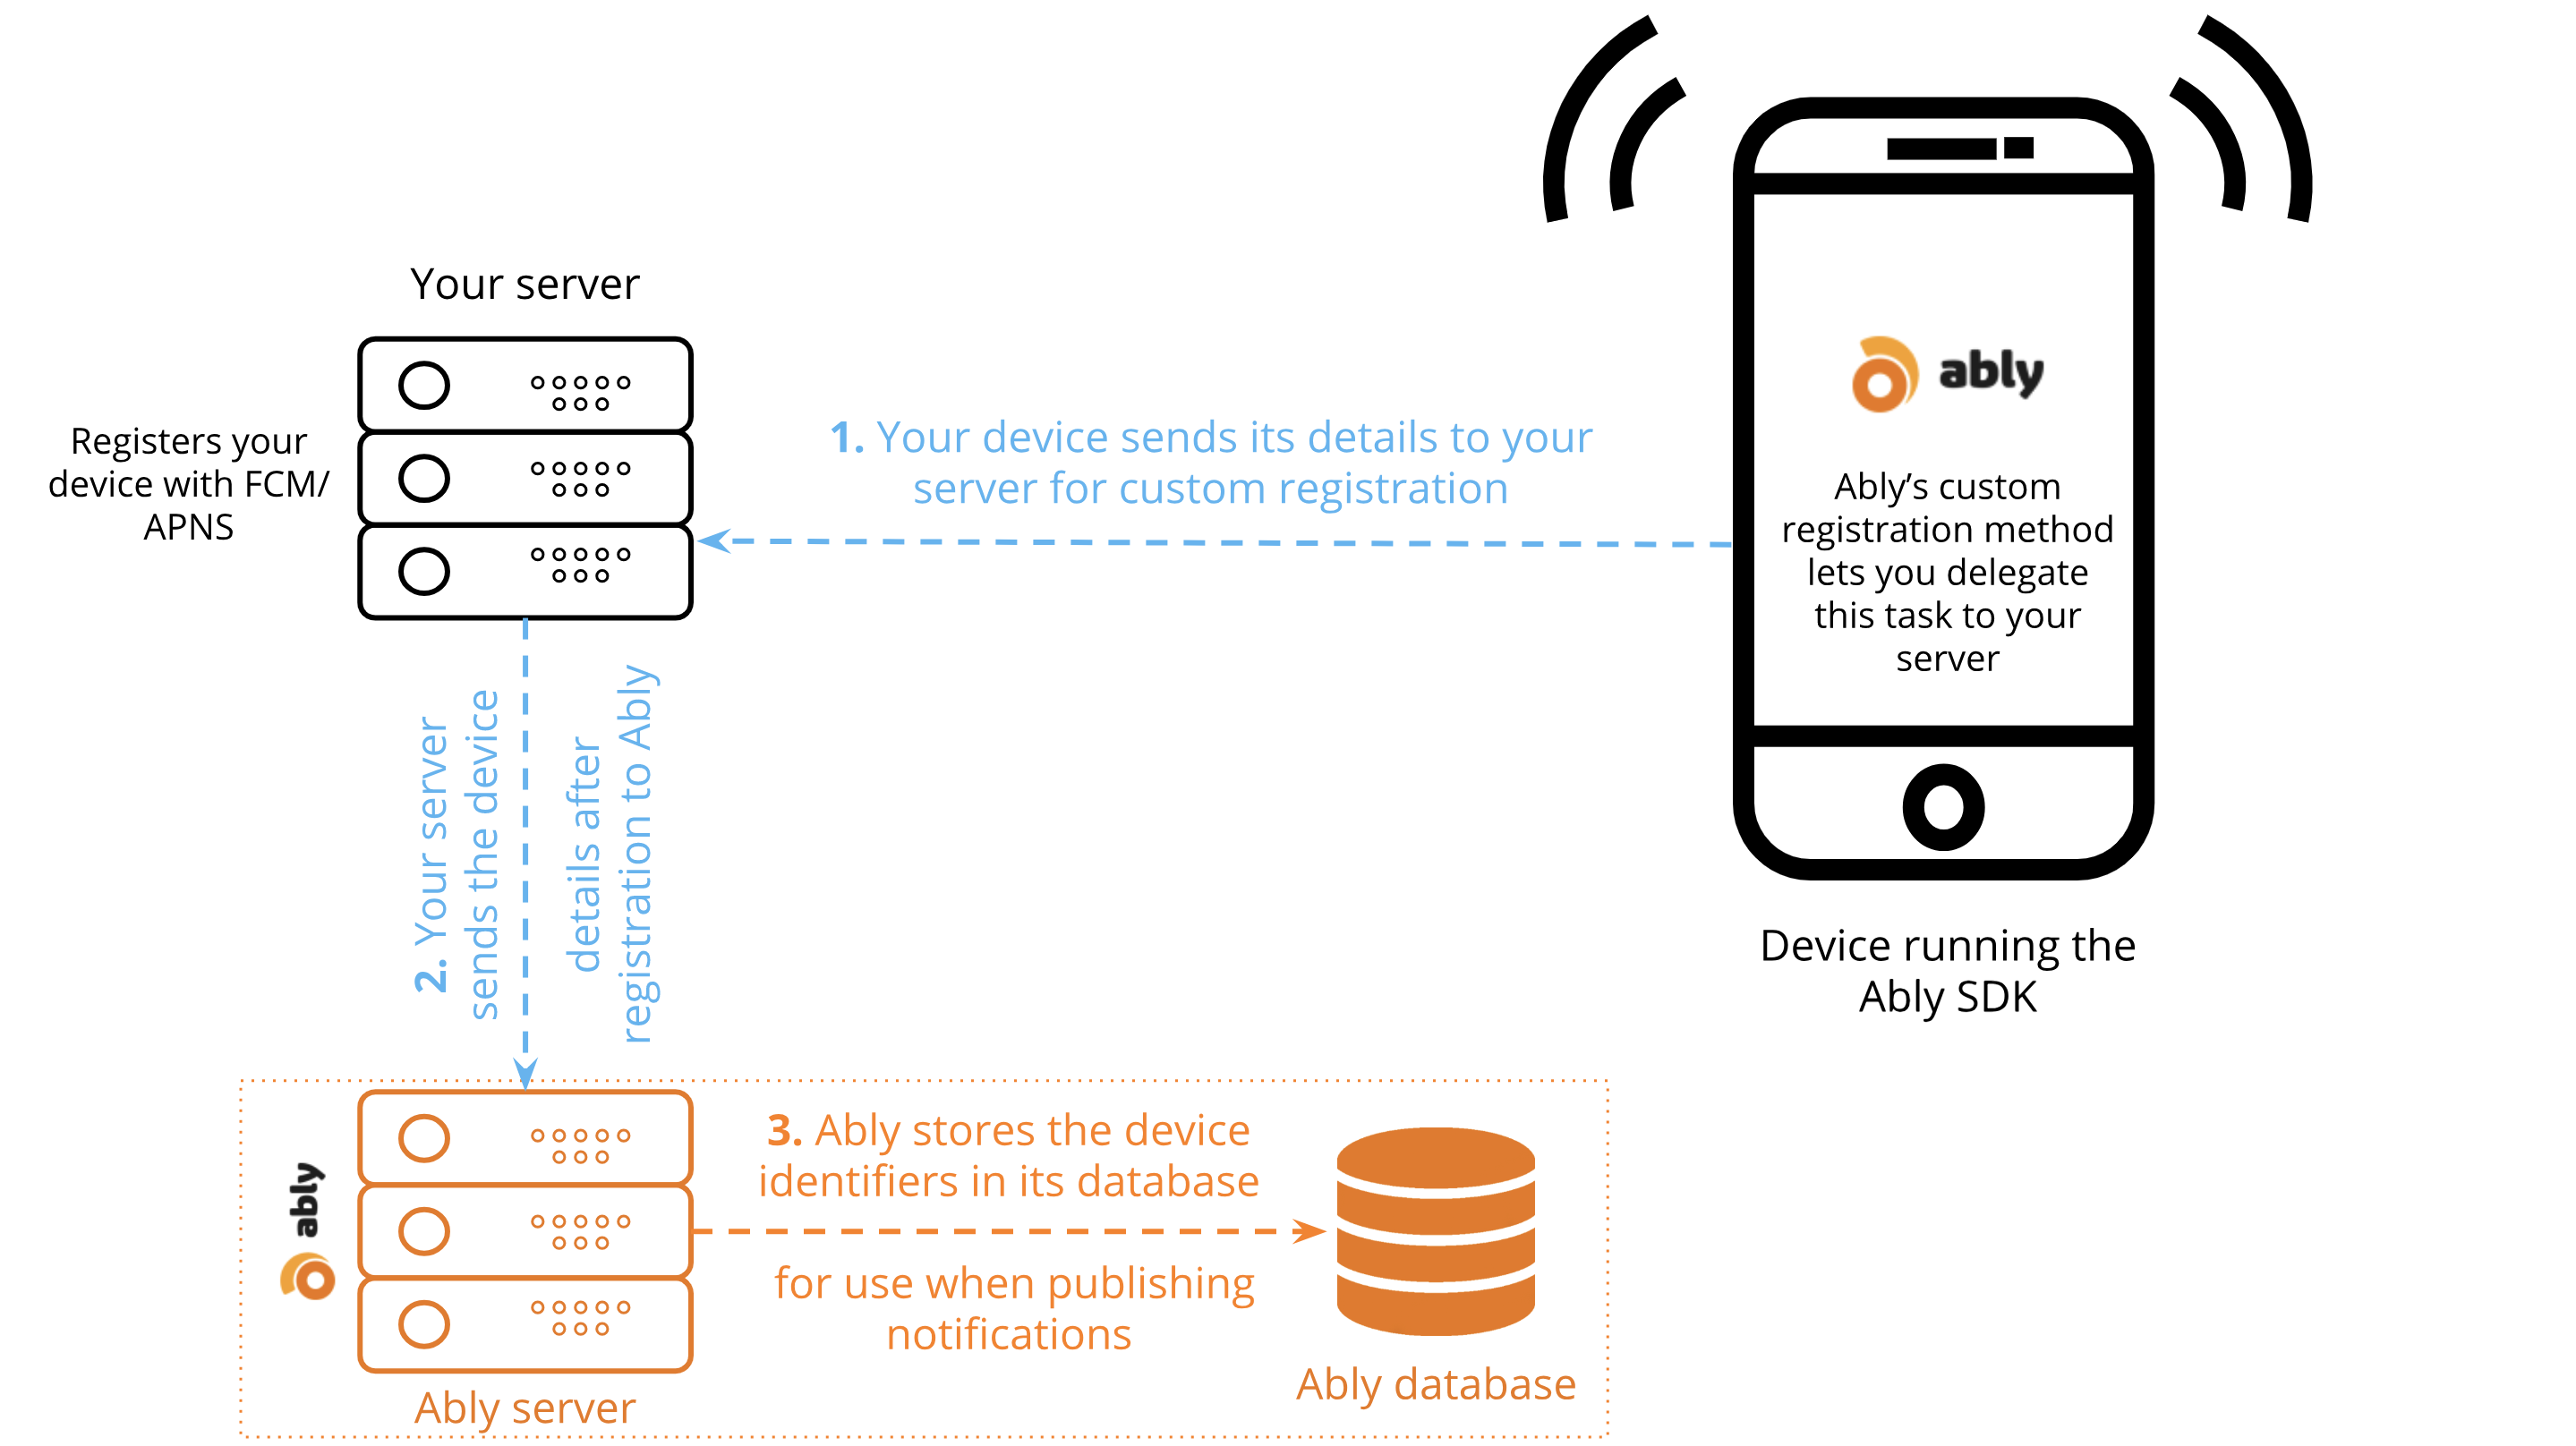 Your server
Registers your
device with FCM/
APNS
1. Your device sends its details to your
server for custom registration
ably
Ably’s custom
registration method
lets you delegate
this task to your
server
Device running the
Ably SDK
2. Your server
sends the device
details after
registration to Ably
ably
3. Ably stores the device
identifiers in its database
for use when publishing
notifications
Ably server
Ably database